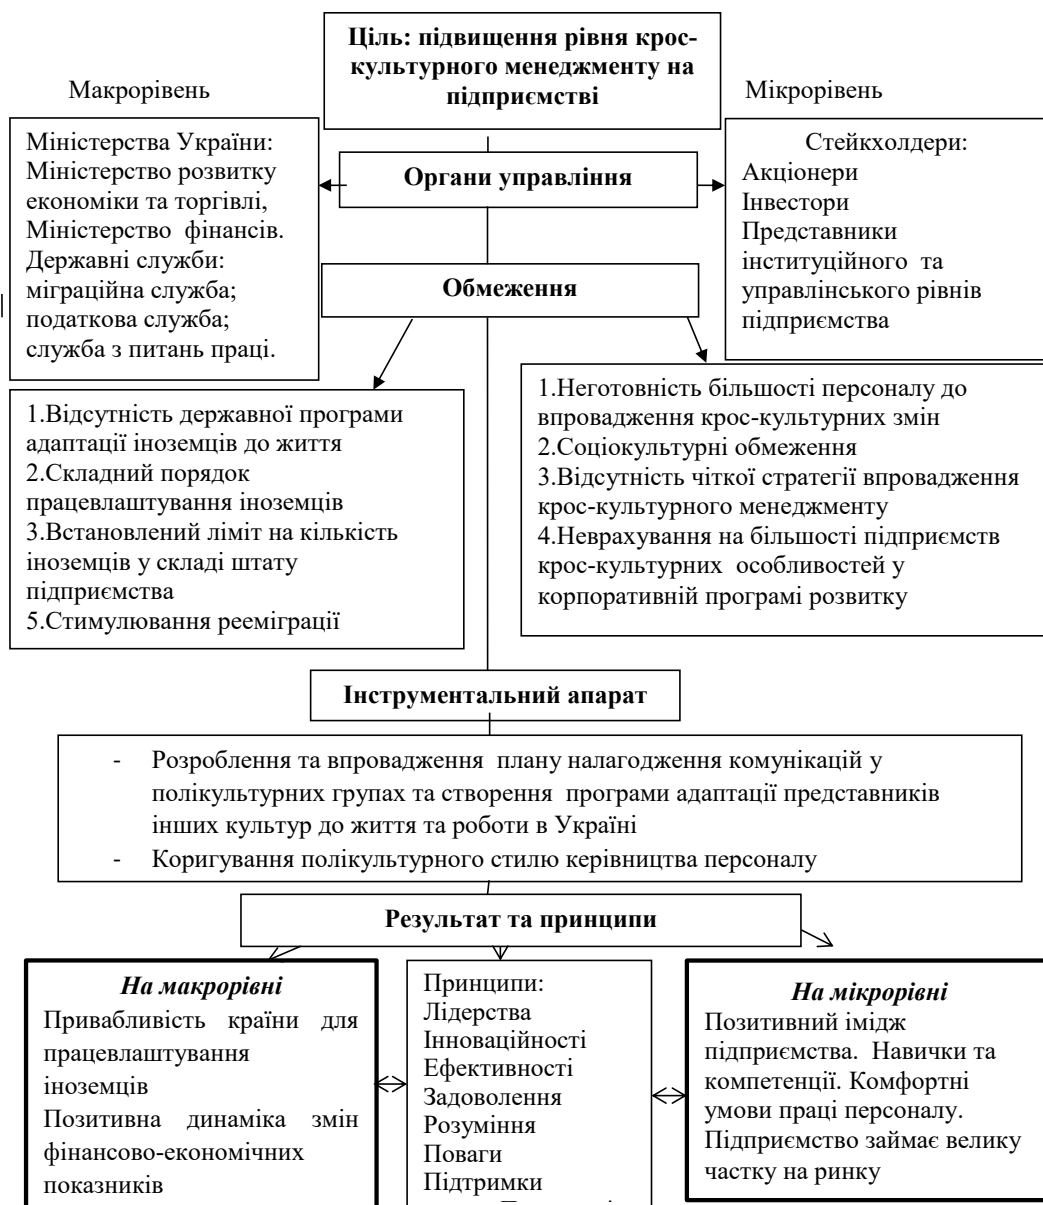 Ціль: підвищення рівня крос-
культурного менеджменту на
підприємстві
Макрорівень
Мікрорівень
Міністерства України:
Міністерство розвитку
економіки та торгівлі,
Міністерство фінансів.
Державні служби:
міграційна служба;
податкова служба;
служба з питань праці.
Органи управління
Стейкхолдери:
Акціонери
Інвестори
Представники
інституційного та
управлінського рівнів
підприємства
Обмеження
1.Відсутність державної програми
адаптації іноземців до життя
2.Складний порядок
працевлаштування іноземців
3.Встановлений ліміт на кількість
іноземців у складі штату
підприємства
5.Стимулювання рееміграції
1.Неготовність більшості персоналу до
впровадження крос-культурних змін
2.Соціокультурні обмеження
3.Відсутність чіткої стратегії впровадження
крос-культурного менеджменту
4.Неврахування на більшості підприємств
крос-культурних особливостей у
корпоративній програмі розвитку
Інструментальний апарат
- Розроблення та впровадження плану налагодження комунікацій у
полікультурних групах та створення програми адаптації представників
інших культур до життя та роботи в Україні
- Коригування полікультурного стилю керівництва персоналу
Результат та принципи
На макрорівні
Привабливість країни для
працевлаштування
іноземців
Позитивна динаміка змін
фінансово-економічних
показників
Принципи:
Лідерства
Інноваційності
Ефективності
Задоволення
Розуміння
Поваги
Підтримки
На мікрорівні
Позитивний імідж
підприємства. Навички та
компетенції. Комфортні
умови праці персоналу.
Підприємство займає велику
частку на ринку